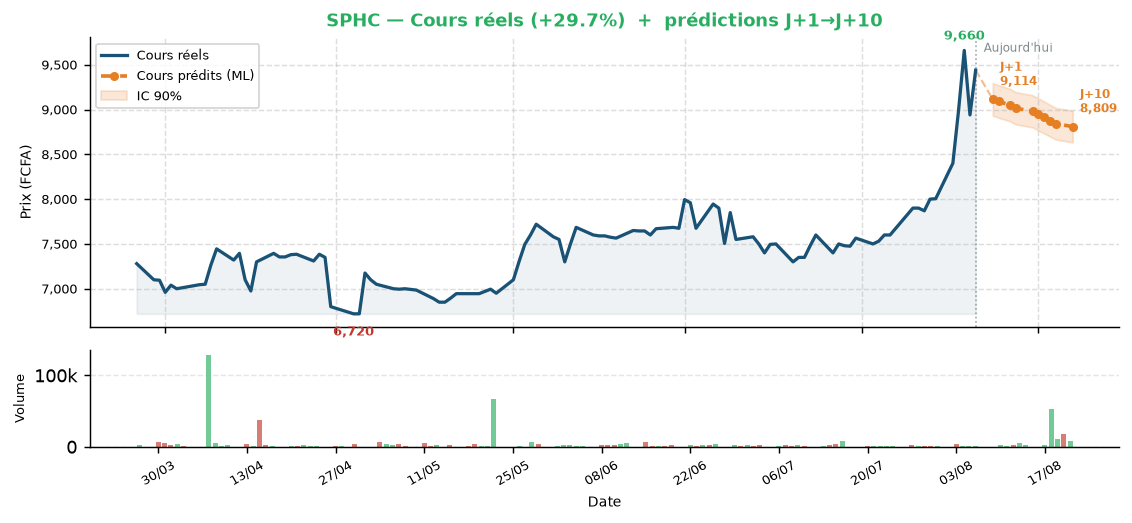 SPHC — Cours réels (+29.7%)  +  prédictions J+1→J+10
Cours réels
Cours prédits (ML)
IC 90%
9,660
Aujourd'hui
J+1
9,114
J+10
8,809
6,720
Prix (FCFA)
9,500
9,000
8,500
8,000
7,500
7,000
Volume
100k
0
30/03
13/04
27/04
11/05
25/05
08/06
22/06
06/07
20/07
03/08
17/08
Date